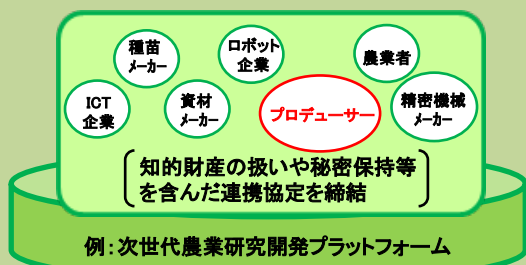 種苗
メーカー
ロボット
企業
農業者
ICT
企業
資材
メーカー
プロデューサー
精密機械
メーカー
知的財産の扱いや秘密保持等
を含んだ連携協定を締結
例：次世代農業研究開発プラットフォーム